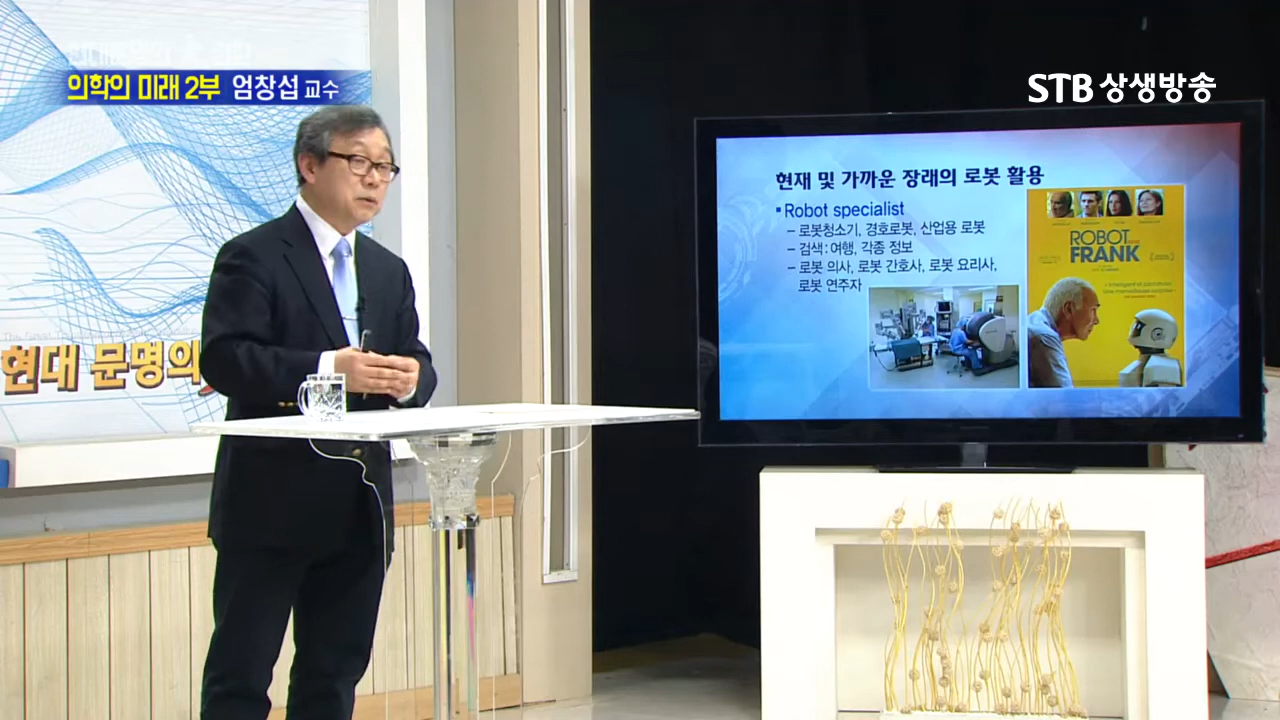 의학의 미래 2부 엄창섭 교수
STB 상생방송
현대 문명의
현재 및 가까운 장래의 로봇 활용
▪ Robot specialist
– 로봇청소기, 경호로봇, 산업용 로봇
– 검색 : 여행, 각종 정보
– 로봇 의사, 로봇 간호사, 로봇 요리사,
로봇 연주자
ROBOT
FRANK